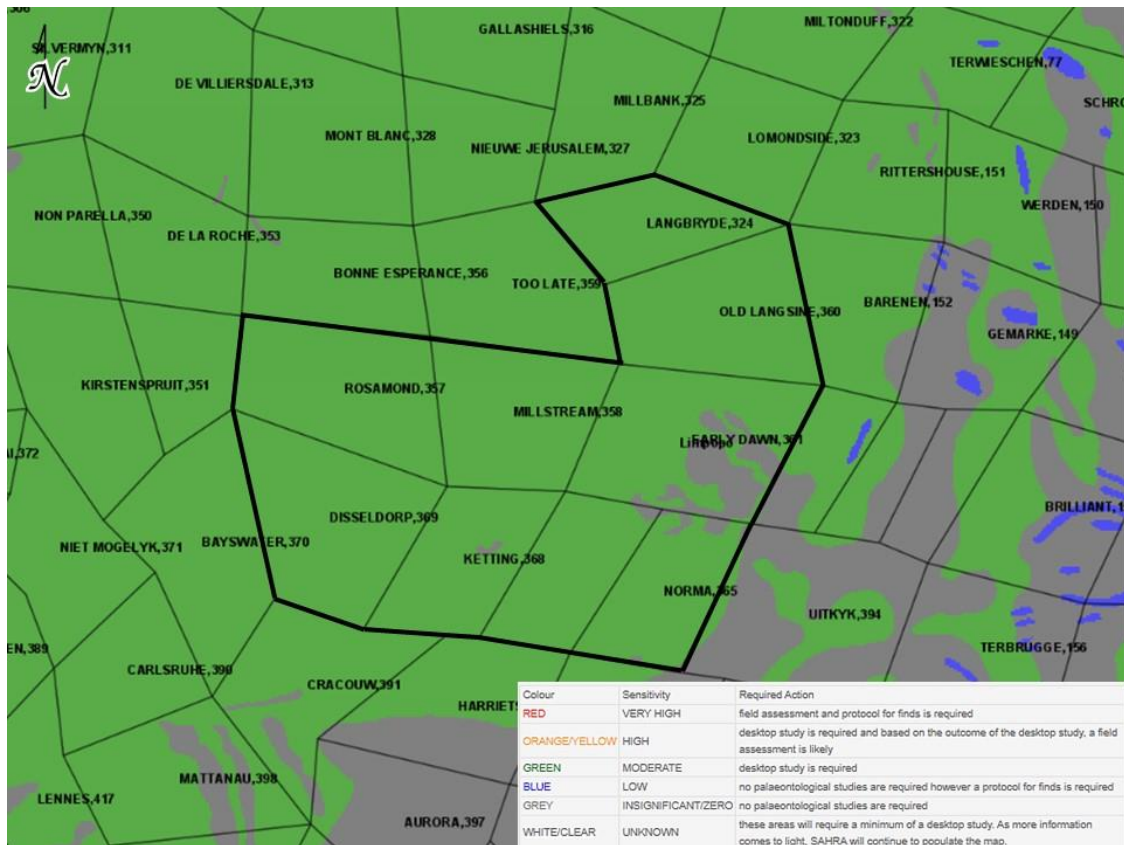 GALLASHIELS,316
MILTONDUFF,322
SILVERMYN,311
N
TERWIESCHEN,77
DE VILLIERSDALE,313
MILLBANK,325
SCHRO
MONT BLANC,328
LOMONDSIDE,323
NIEUWE JERUSALEM,327
RITTERSHOUSE,151
WERDEN,150
NON PARELLA,350
LANGBRYDE,324
DE LA ROCHE,353
BONNE ESPERANCE,356
TOO LATE,359
BARENEN,152
OLD LANGSINE,360
GEMARKE,149
KIRSTENSPRUIT,351
ROSAMOND,357
MILLSTREAM,358
EARLY DAWN,361
Limpopo
I,372
BRILLIANT,1
DISSELDORP,369
BAYSWATER,370
NIET MOGELYK,371
KETTING,368
NORMA,365
UITKYK,394
EN,389
TERBRUGGE,156
CARLSRUHE,390
CRACOUW,391
HARRIETS
MATTANAU,398
LENNES,417
AURORA,397
Colour Sensitivity Required Action
RED VERY HIGH field assessment and protocol for finds is required
ORANGE/YELLOW HIGH desktop study is required and based on the outcome of the desktop study, a field
assessment is likely
GREEN MODERATE desktop study is required
BLUE LOW no palaeontological studies are required however a protocol for finds is required
GREY INSIGNIFICANT/ZERO no palaeontological studies are required
WHITE/CLEAR UNKNOWN these areas will require a minimum of a desktop study. As more information
comes to light, SAHRA will continue to populate the map.